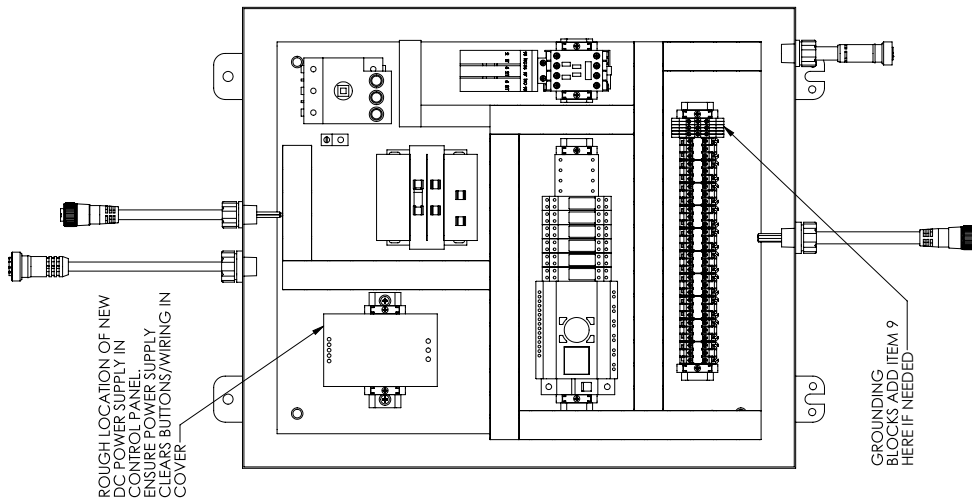 ROUGH LOCATION OF NEW
DC POWER SUPPLY IN
CONTROL PANEL.
ENSURE POWER SUPPLY
CLEARS BUTTONS/WIRING IN
COVER
GROUNDING
BLOCKS ADD ITEM 9
HERE IF NEEDED